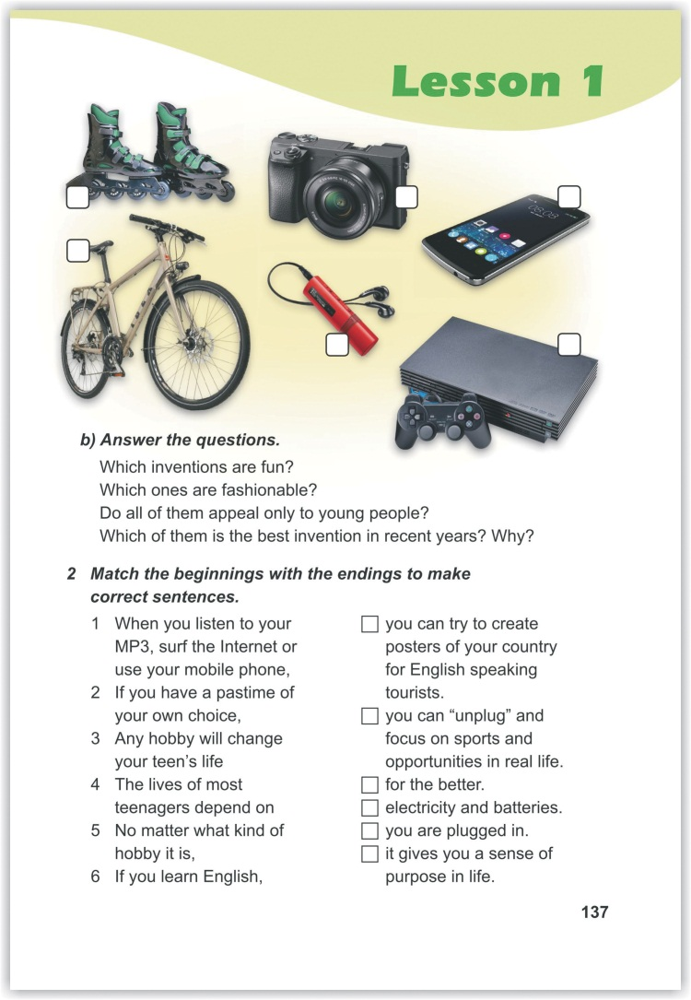 Lesson 1
08:08
b) Answer the questions.
Which inventions are fun?
Which ones are fashionable?
Do all of them appeal only to young people?
Which of them is the best invention in recent years? Why?
2 Match the beginnings with the endings to make
correct sentences.
1 When you listen to your
MP3, surf the Internet or
use your mobile phone,
2 If you have a pastime of
your own choice,
3 Any hobby will change
your teen's life
4 The lives of most
teenagers depend on
5 No matter what kind of
hobby it is,
6 If you learn English,
you can try to create
posters of your country
for English speaking
tourists.
you can “unplug” and
focus on sports and
opportunities in real life.
for the better.
electricity and batteries.
you are plugged in.
it gives you a sense of
purpose in life.
137